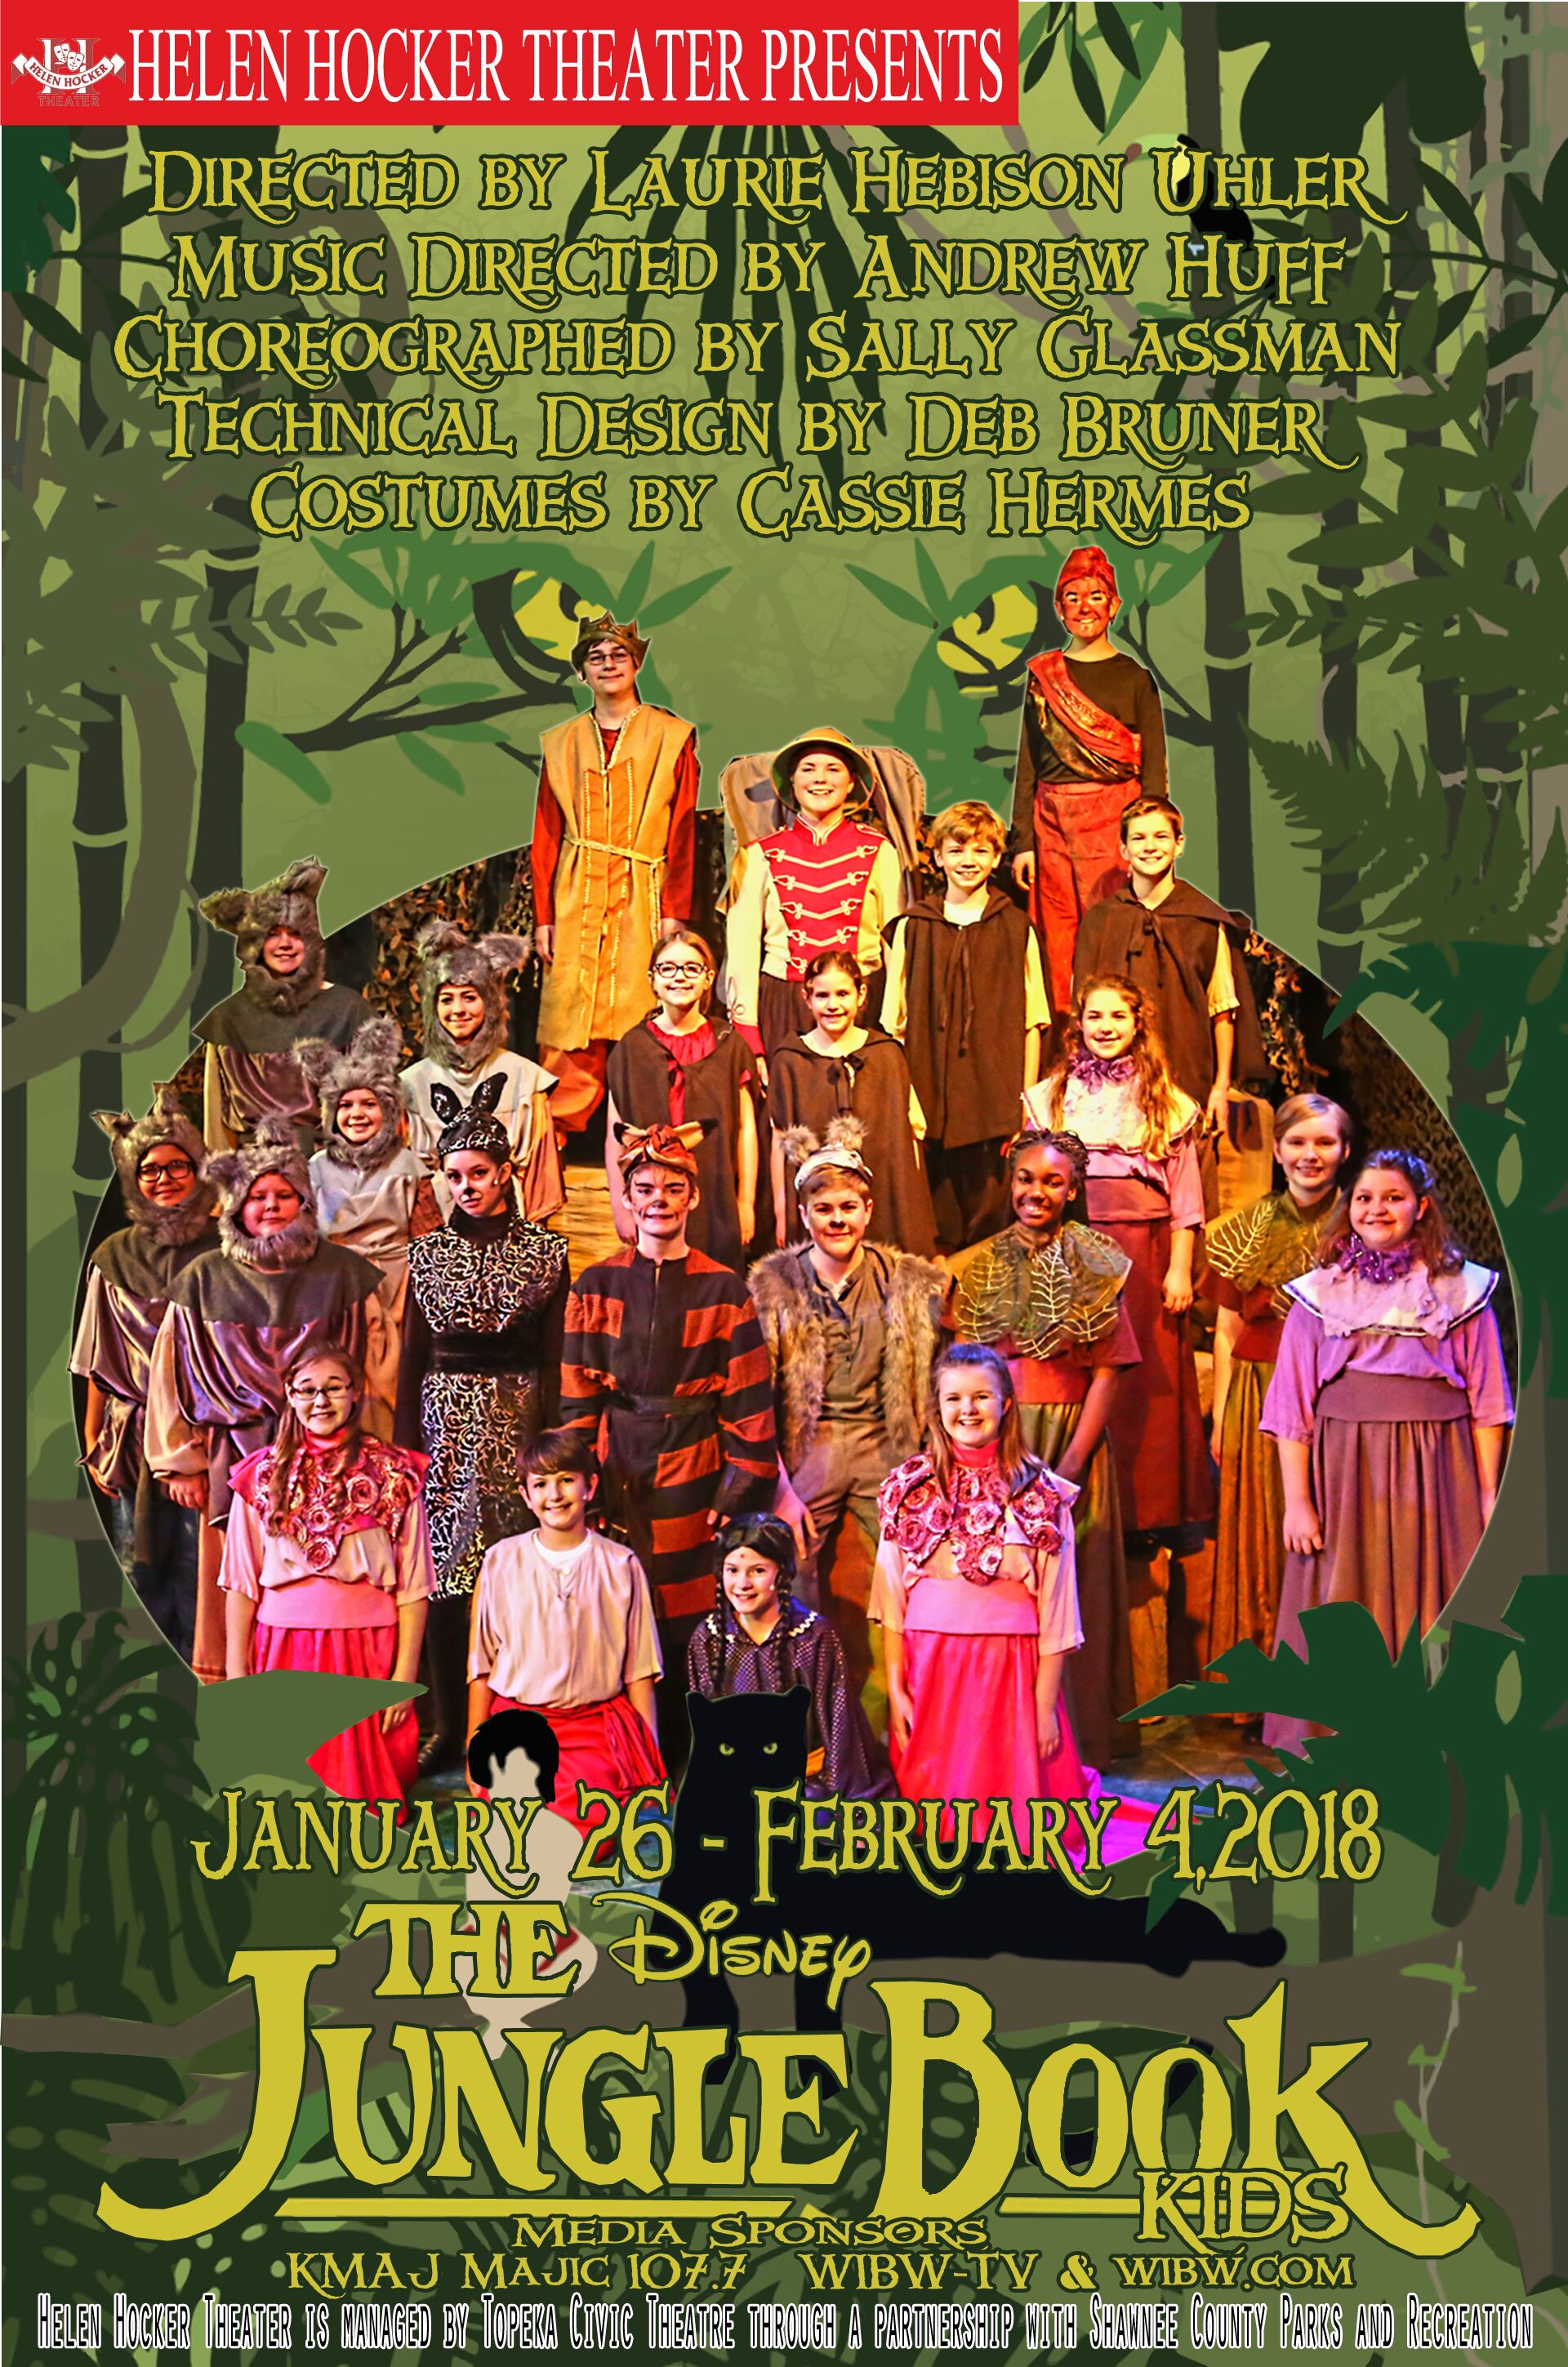 HELEN HOCKER THEATER
HELEN HOCKER THEATER PRESENTS
DIRECTED BY LAURIE HEBISON UHLER
MUSIC DIRECTED BY ANDREW HUFF
CHOREOGRAPHED BY SALLY GLASSMAN
TECHNICAL DESIGN BY DEB BRUNER
COSTUMES BY CASSIE HERMES
JANUARY 26 - FEBRUARY 4,2018
THE DISNEY
JUNGLE BOOK
KIDS
MEDIA SPONSORS
KMAJ MAJIC 107.7 WIBW-TV & WIBW.COM
HELEN HOCKER THEATER IS MANAGED BY TOPEKA CIVIC THEATRE THROUGH A PARTNERSHIP WITH SHAWNEE COUNTY PARKS AND RECREATION